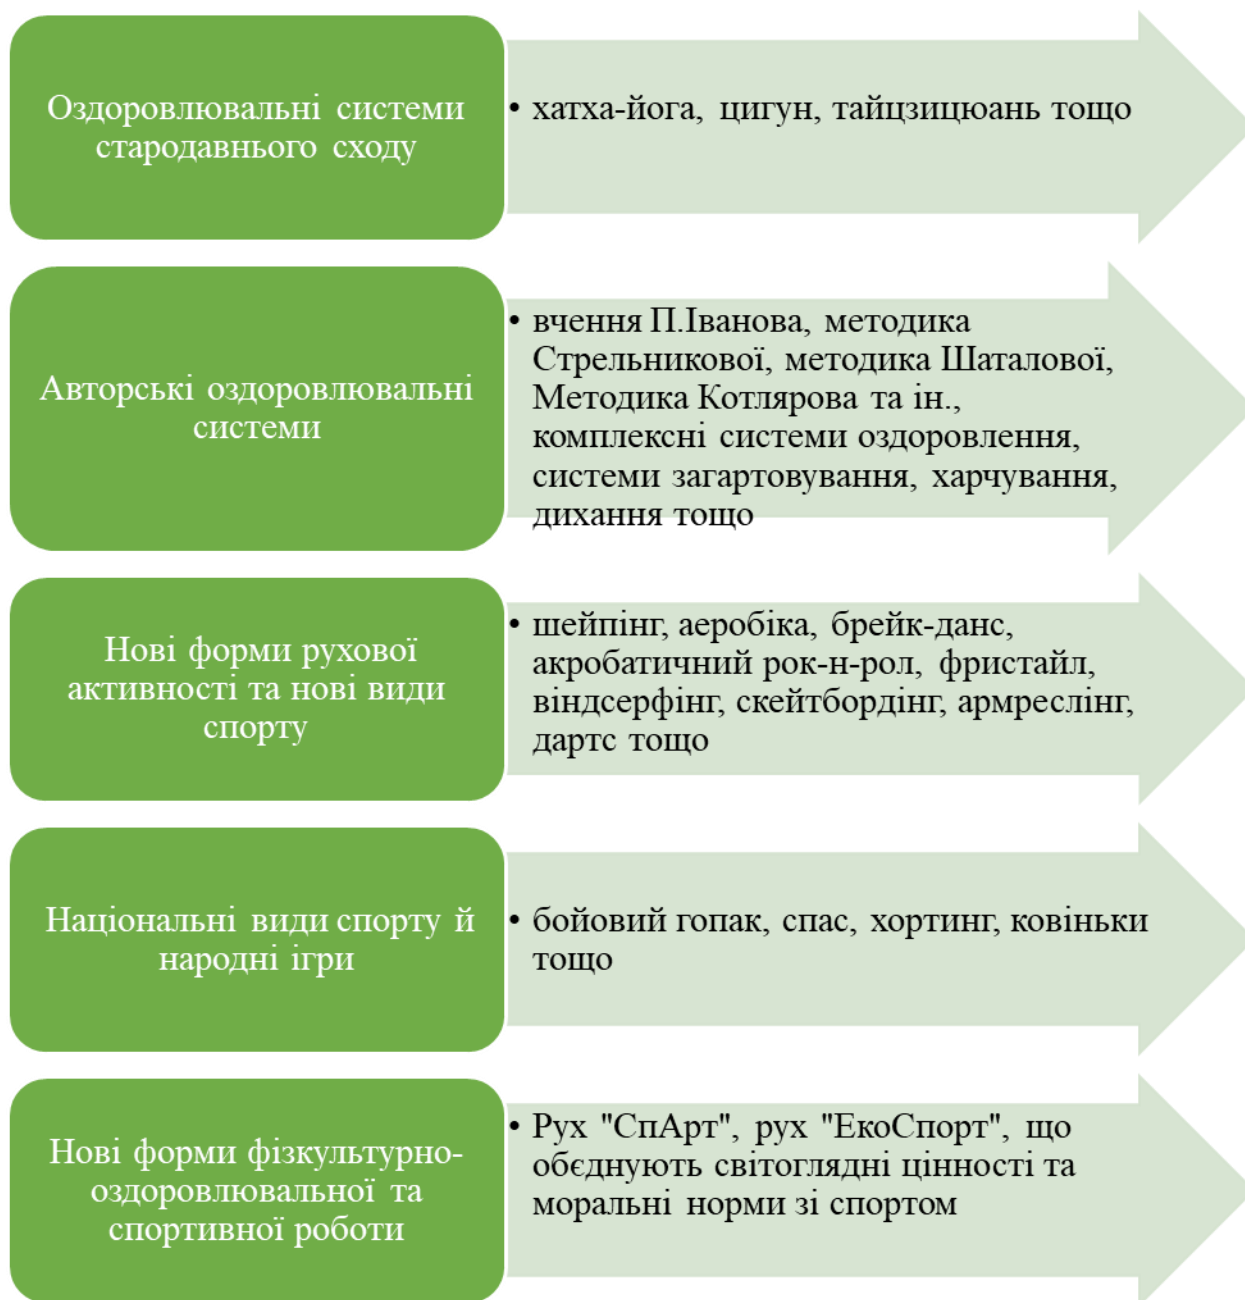 Оздоровлювальні системи
стародавнього сходу
• хатха-йога, цигун, тайцзицюань тощо
Авторські оздоровлювальні
системи
• вчення П.Іванова, методика
Стрельникової, методика Шаталової,
Методика Котлярова та ін.,
комплексні системи оздоровлення,
системи загартовування, харчування,
дихання тощо
Нові форми рухової
активності та нові види
спорту
• шейпінг, аеробіка, брейк-данс,
акробатичний рок-н-рол, фристайл,
віндсерфінг, скейтбордінг, армреслінг,
дартс тощо
Національні види спорту й
народні ігри
• бойовий гопак, спас, хортинг, ковіньки
тощо
Нові форми фізкультурно-
оздоровлювальної та
спортивної роботи
• Рух "СпАрт", рух "ЕкоСпорт", що
обєднують світоглядні цінності та
моральні норми зі спортом